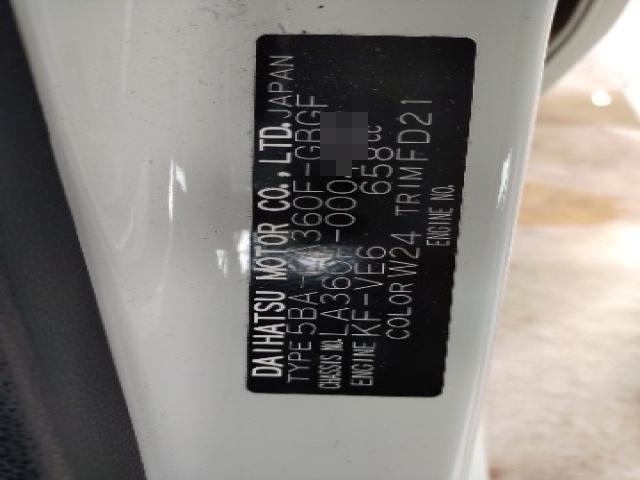 DAIHATSU MOTOR CO., LTD. JAPAN
TYPE 5BA-LA360F-GBGF
CHASSIS NO. LA360F-000
ENGINE KF-VE6 658cc
COLOR W24 TRIM FD21
ENGINE NO.